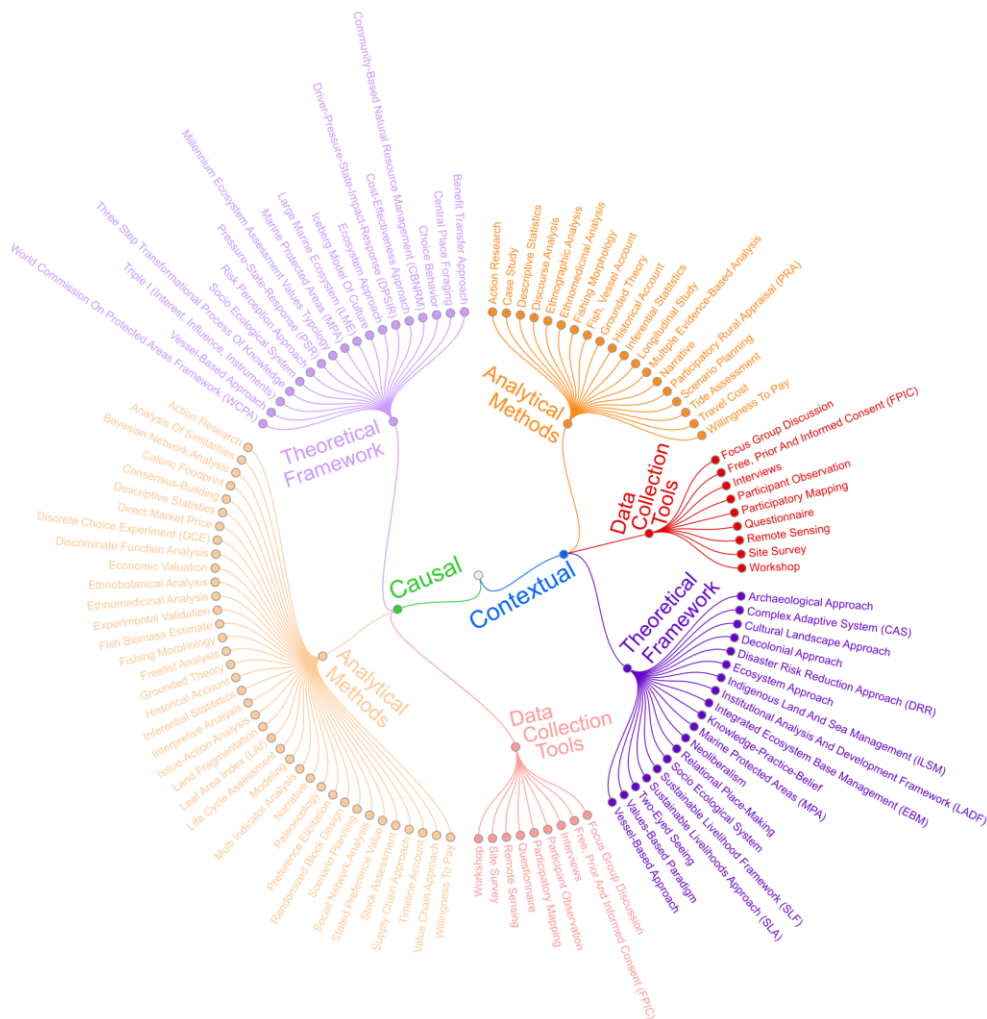 Causal
Theoretical
Framework
World Commission On Protected Areas Framework (WCPA)
Vessel-Based Approach
Triple I (Interest, Influence, Instruments)
Three Step Transformational Process Of Knowledge
Socio Ecological System
Risk Perception Approach
Pressure-State-Response (PSR)
Millennium Ecosystem Assessment Values Typology
Marine Protected Areas (MPA)
Large Marine Ecosystem (LME)
Iceberg Model Of Culture
Ecosystem Approach
Driver-Pressure-State-Impact-Response (DPSIR)
Cost-Effectiveness Approach
Community-Based Natural Resource Management (CBNRM)
Choice Behavior
Central Place Foraging
Benefit Transfer Approach
Analytical
Methods
Action Research
Analysis Of Similarities
Bayesian Network Analysis
Caloric Foodprint
Consensus-Building
Descriptive Statistics
Direct Market Price
Discrete Choice Experiment (DCE)
Discriminate Function Analysis
Economic Valuation
Ethnobotanical Analysis
Ethnomedicinal Analysis
Experimental Validation
Fish Biomass Estimate
Fishing Morphology
Freelist Analysis
Grounded Theory
Historical Account
Inferential Statitstics
Interpretive Analysis
Issue-Action Analysis
Land Fragmentation
Leaf Area Index (LAI)
Life Cycle Assessment
Modeling
Multi Indicator Analysis
Narrative
Paleoecology
Preference Elicitation
Randomized Block Design
Scenario Planning
Social Network Analysis
Stated Preference Value
Stock Assessment
Supply Chain Approach
Timeline Account
Value Chain Approach
Willingness To Pay
Data
Collection
Tools
Workshop
Site Survey
Remote Sensing
Questionnaire
Participatory Mapping
Participant Observation
Interviews
Free, Prior And Informed Consent (FPIC)
Focus Group Discussion
Contextual
Analytical
Methods
Action Research
Case Study
Descriptive Statistics
Discourse Analysis
Ethnographic Analysis
Ethnomedicinal Analysis
Fishing Morphology
Fish, Vessel Account
Grounded Theory
Historical Account
Inferential Statitstics
Longitudinal Study
Multiple Evidence-Based Analysis
Narrative
Participatory Rural Appraisal (PRA)
Scenario Planning
Tide Assessment
Travel Cost
Willingness To Pay
Data
Collection
Tools
Focus Group Discussion
Free, Prior And Informed Consent (FPIC)
Interviews
Participant Observation
Participatory Mapping
Questionnaire
Remote Sensing
Site Survey
Workshop
Theoretical
Framework
Archaeological Approach
Complex Adaptive System (CAS)
Cultural Landscape Approach
Decolonial Approach
Disaster Risk Reduction Approach (DRR)
Ecosystem Approach
Indigenous Land And Sea Management (ILSM)
Institutional Analysis And Development Framework (LADF)
Integrated Ecosystem Base Management (EBM)
Knowledge-Practice-Belief
Marine Protected Areas (MPA)
Neoliberalism
Relational Place-Making
Socio Ecological System
Sustainable Livelihood Framework (SLF)
Sustainable Livelihoods Approach (SLA)
Two-Eyed Seeing
Values-Based Paradigm
Vessel-Based Approach